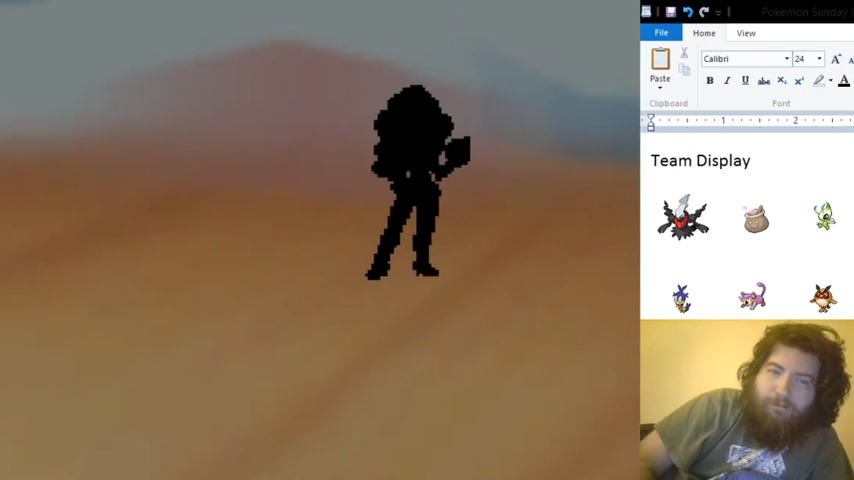 Pokemon Sunday
File Home View
Paste
Calibri 24
B I U abc X₂ X² A
Clipboard Font
1 2
Team Display